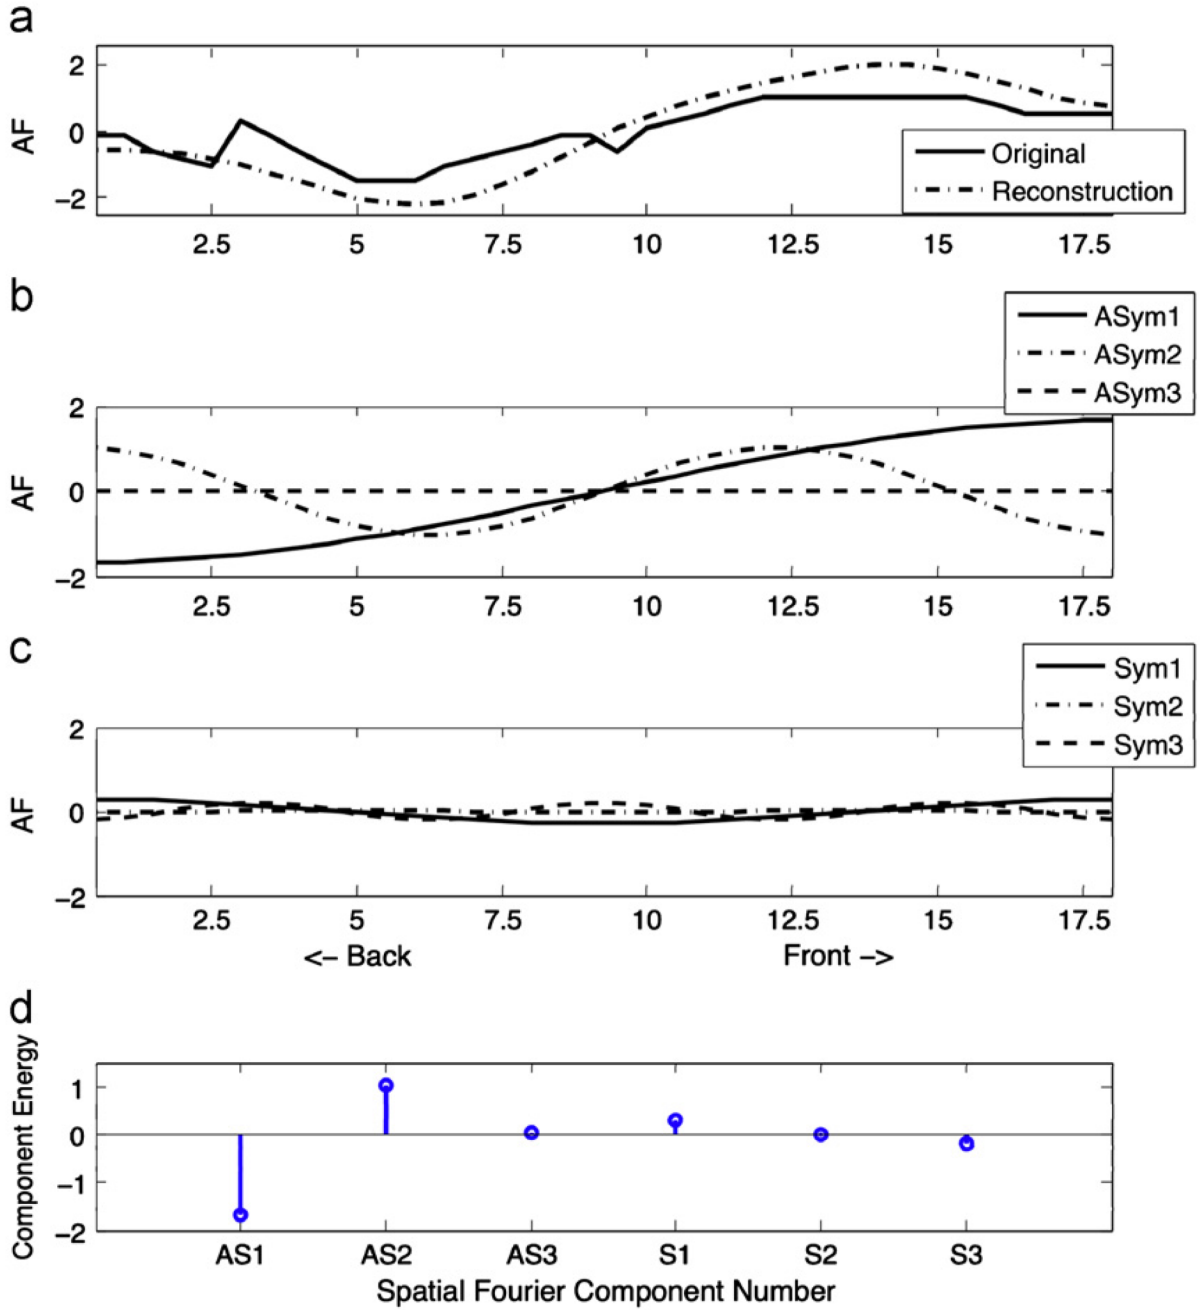 a
AF
2
0
−2
Original
Reconstruction
2.5 5 7.5 10 12.5 15 17.5
b
ASym1
ASym2
ASym3
AF
2
0
−2
2.5 5 7.5 10 12.5 15 17.5
c
Sym1
Sym2
Sym3
AF
2
0
−2
2.5 5 7.5 10 12.5 15 17.5
<− Back Front −>
d
Component Energy
1
0
−1
−2
AS1 AS2 AS3 S1 S2 S3
Spatial Fourier Component Number